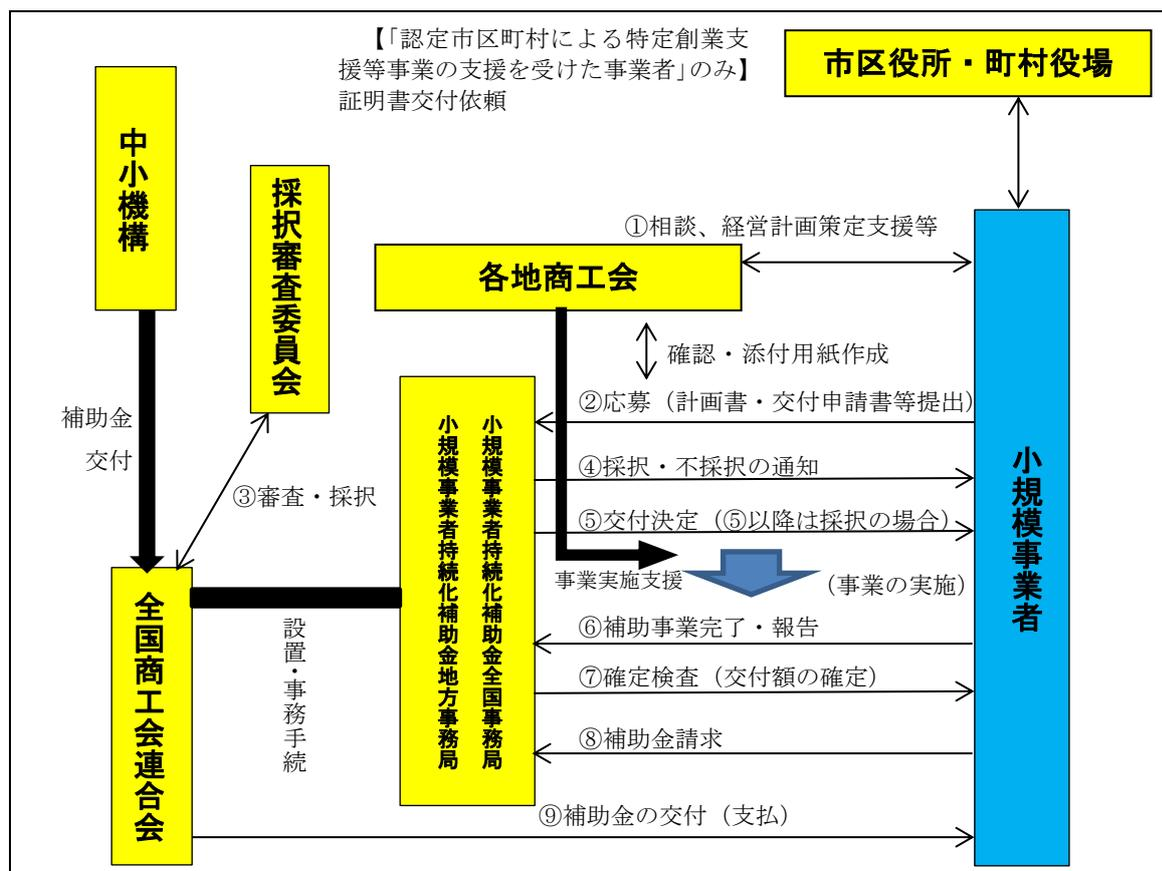 【「認定市区町村による特定創業支
援等事業の支援を受けた事業者」のみ】
証明書交付依頼
市区役所・町村役場
中小機構
採択審査委員会
①相談、経営計画策定支援等
各地商工会
確認・添付用紙作成
②応募（計画書・交付申請書等提出）
補助金
交付
③審査・採択
④採択・不採択の通知
⑤交付決定（⑤以降は採択の場合）
事業実施支援
（事業の実施）
小規模事業者持続化補助金全国事務局
小規模事業者持続化補助金地方事務局
小規模事業者
全国商工会連合会
設置・事務手続
⑥補助事業完了・報告
⑦確定検査（交付額の確定）
⑧補助金請求
⑨補助金の交付（支払）